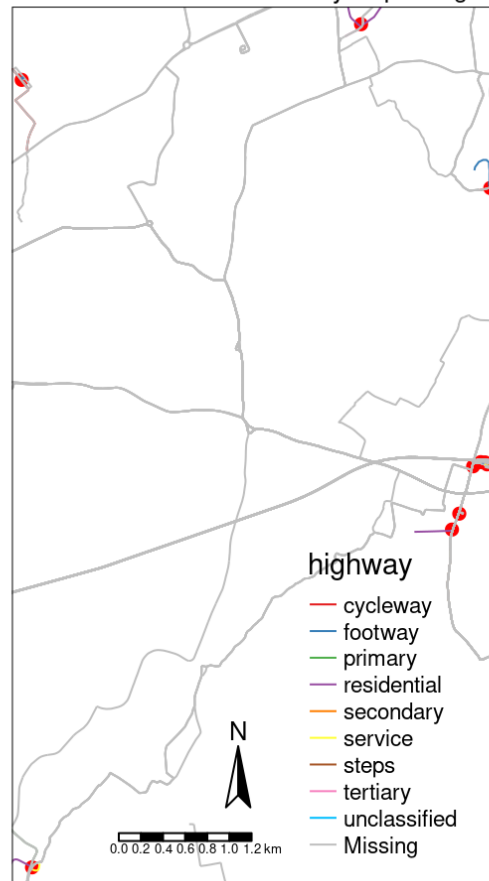 highway
cycleway
footway
primary
residential
secondary
service
steps
tertiary
unclassified
Missing
N
0.0 0.2 0.4 0.6 0.8 1.0 1.2 km